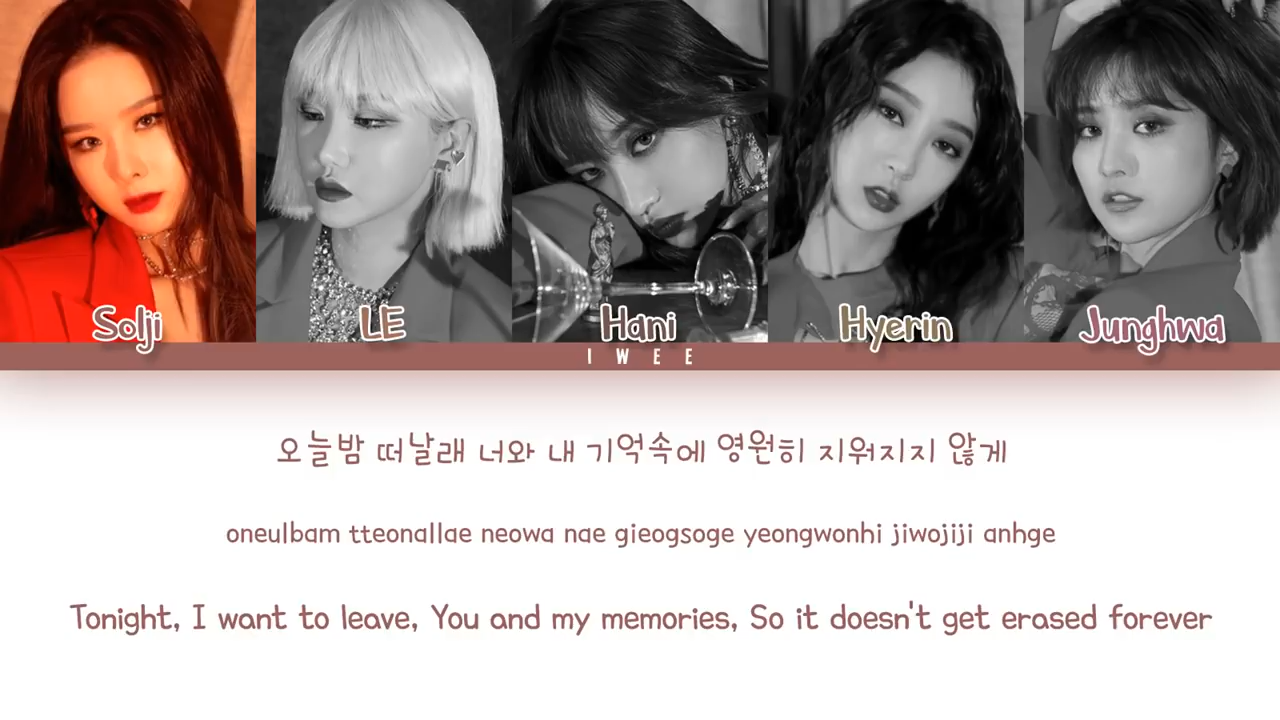 Solji LE Hani Hyerin Junghwa
IWEE
오늘밤 떠날래 너와 내 기억속에 영원히 지워지지 않게
oneulbam tteonallae neowa nae gieogsoge yeongwonhi jiwojiji anhge
Tonight, I want to leave, You and my memories, So it doesn't get erased forever